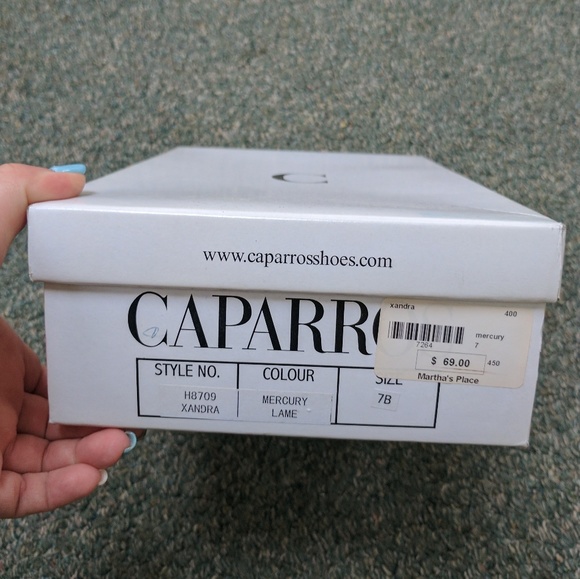 C
www.caparrosshoes.com
CAPARRO
xandra 400
mercury
7264 7
$ 69.00 450
Martha's Place
STYLE NO. COLOUR SIZE
H8709 MERCURY 7B
XANDRA LAME